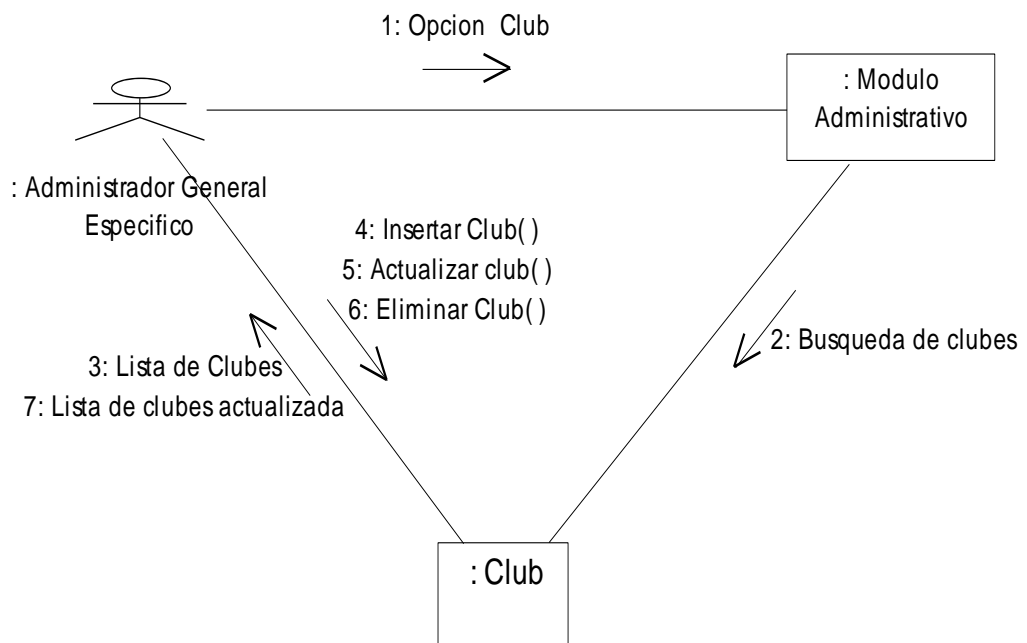 1: Opcion Club
: Modulo
Administrativo
: Administrador General
Especifico
4: Insertar Club( )
5: Actualizar club( )
6: Eliminar Club( )
2: Busqueda de clubes
3: Lista de Clubes
7: Lista de clubes actualizada
: Club